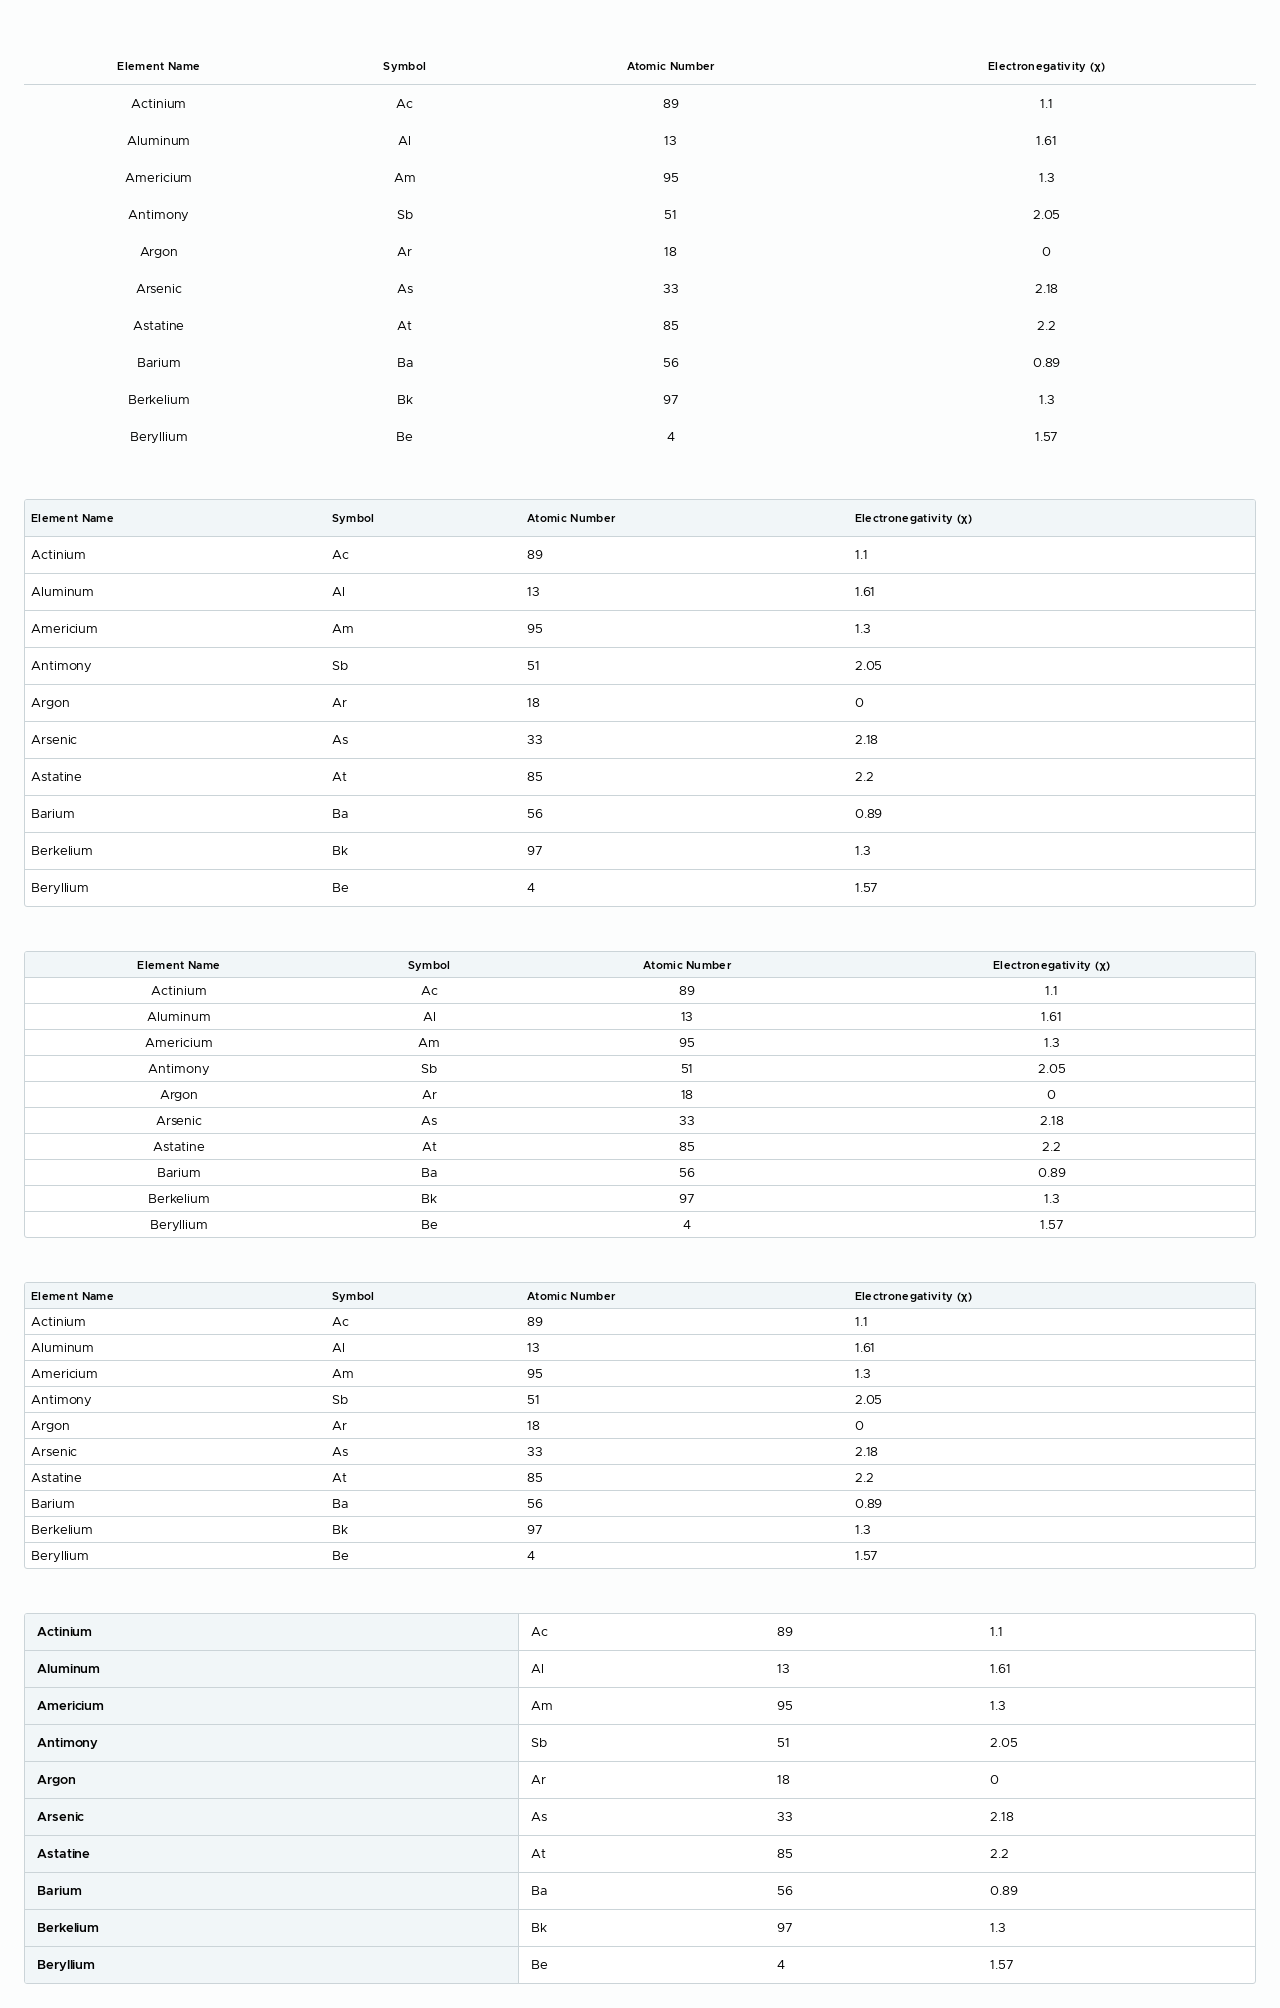 Element Name Symbol Atomic Number Electronegativity (χ)
Actinium Ac 89 1.1
Aluminum Al 13 1.61
Americium Am 95 1.3
Antimony Sb 51 2.05
Argon Ar 18 0
Arsenic As 33 2.18
Astatine At 85 2.2
Barium Ba 56 0.89
Berkelium Bk 97 1.3
Beryllium Be 4 1.57
Element Name Symbol Atomic Number Electronegativity (χ)
Actinium Ac 89 1.1
Aluminum Al 13 1.61
Americium Am 95 1.3
Antimony Sb 51 2.05
Argon Ar 18 0
Arsenic As 33 2.18
Astatine At 85 2.2
Barium Ba 56 0.89
Berkelium Bk 97 1.3
Beryllium Be 4 1.57
Element Name Symbol Atomic Number Electronegativity (χ)
Actinium Ac 89 1.1
Aluminum Al 13 1.61
Americium Am 95 1.3
Antimony Sb 51 2.05
Argon Ar 18 0
Arsenic As 33 2.18
Astatine At 85 2.2
Barium Ba 56 0.89
Berkelium Bk 97 1.3
Beryllium Be 4 1.57
Element Name Symbol Atomic Number Electronegativity (χ)
Actinium Ac 89 1.1
Aluminum Al 13 1.61
Americium Am 95 1.3
Antimony Sb 51 2.05
Argon Ar 18 0
Arsenic As 33 2.18
Astatine At 85 2.2
Barium Ba 56 0.89
Berkelium Bk 97 1.3
Beryllium Be 4 1.57
Actinium Ac 89 1.1
Aluminum Al 13 1.61
Americium Am 95 1.3
Antimony Sb 51 2.05
Argon Ar 18 0
Arsenic As 33 2.18
Astatine At 85 2.2
Barium Ba 56 0.89
Berkelium Bk 97 1.3
Beryllium Be 4 1.57